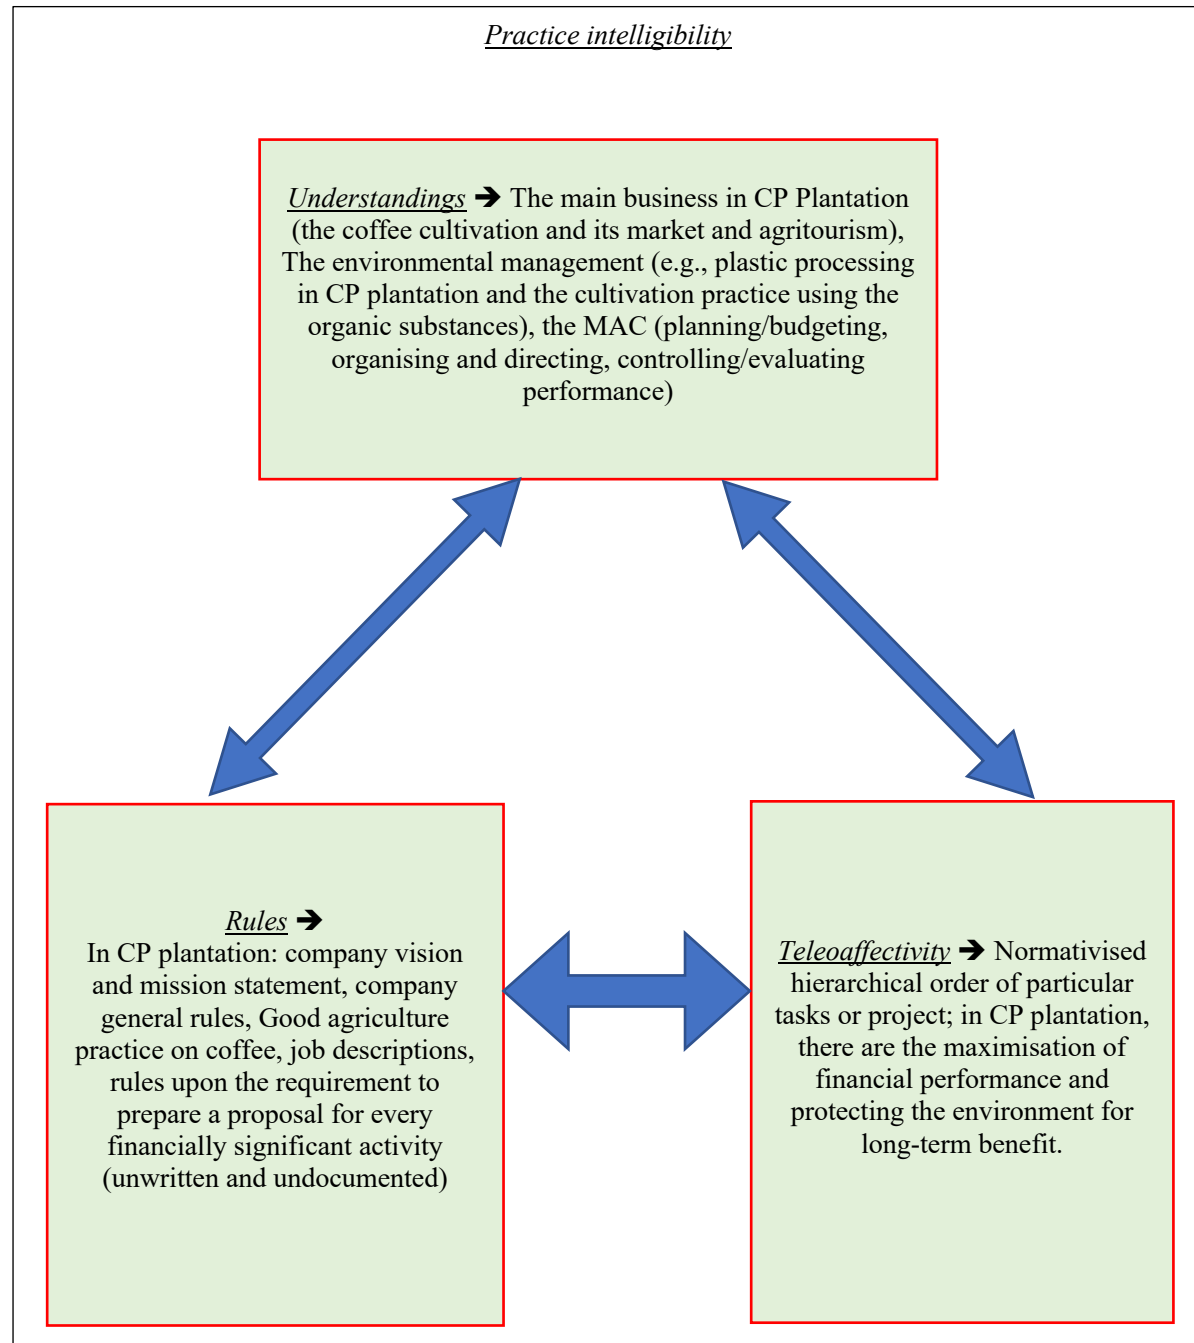 Practice intelligibility
Understandings ➔ The main business in CP Plantation
(the coffee cultivation and its market and agritourism),
The environmental management (e.g., plastic processing
in CP plantation and the cultivation practice using the
organic substances), the MAC (planning/budgeting,
organising and directing, controlling/evaluating
performance)
Rules ➔
In CP plantation: company vision
and mission statement, company
general rules, Good agriculture
practice on coffee, job descriptions,
rules upon the requirement to
prepare a proposal for every
financially significant activity
(unwritten and undocumented)
Teleoaffectivity ➔ Normativised
hierarchical order of particular
tasks or project; in CP plantation,
there are the maximisation of
financial performance and
protecting the environment for
long-term benefit.